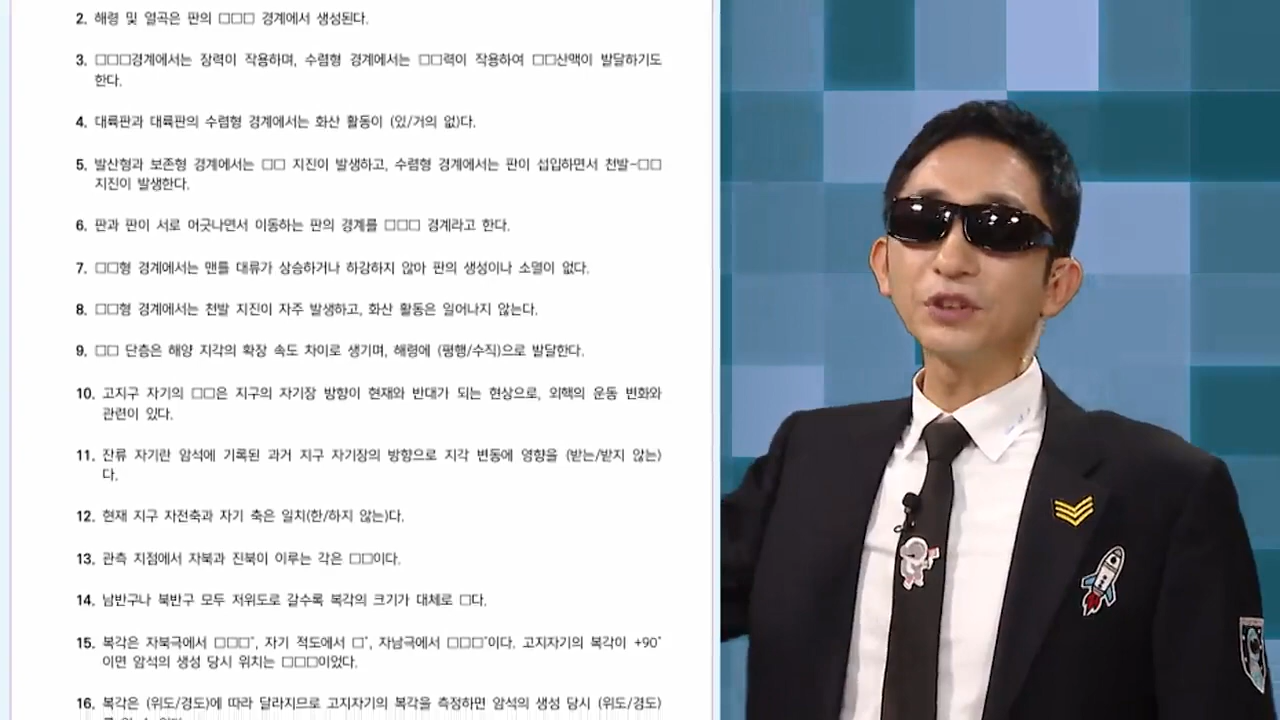 2. 해령 및 열곡은 판의 □□□ 경계에서 생성된다.
3. □□□경계에서는 장력이 작용하며, 수렴형 경계에서는 □□력이 작용하여 □□산맥이 발달하기도
한다.
4. 대륙판과 대륙판의 수렴형 경계에서는 화산 활동이 (있/거의 없)다.
5. 발산형과 보존형 경계에서는 □□ 지진이 발생하고, 수렴형 경계에서는 판이 섭입하면서 천발-□□
지진이 발생한다.
6. 판과 판이 서로 어긋나면서 이동하는 판의 경계를 □□□ 경계라고 한다.
7. □□형 경계에서는 맨틀 대류가 상승하거나 하강하지 않아 판의 생성이나 소멸이 없다.
8. □□형 경계에서는 천발 지진이 자주 발생하고, 화산 활동은 일어나지 않는다.
9. □□ 단층은 해양 지각의 확장 속도 차이로 생기며, 해령에 (평행/수직)으로 발달한다.
10. 고지구 자기의 □□은 지구의 자기장 방향이 현재와 반대가 되는 현상으로, 외핵의 운동 변화와
관련이 있다.
11. 잔류 자기란 암석에 기록된 과거 지구 자기장의 방향으로 지각 변동에 영향을 (받는/받지 않는)
다.
12. 현재 지구 자전축과 자기 축은 일치(한/하지 않는)다.
13. 관측 지점에서 자북과 진북이 이루는 각은 □□이다.
14. 남반구나 북반구 모두 저위도로 갈수록 복각의 크기가 대체로 □다.
15. 복각은 자북극에서 □□□°, 자기 적도에서 □°, 자남극에서 □□□°이다. 고지자기의 복각이 +90°
이면 암석의 생성 당시 위치는 □□□이었다.
16. 복각은 (위도/경도)에 따라 달라지므로 고지자기의 복각을 측정하면 암석의 생성 당시 (위도/경도)